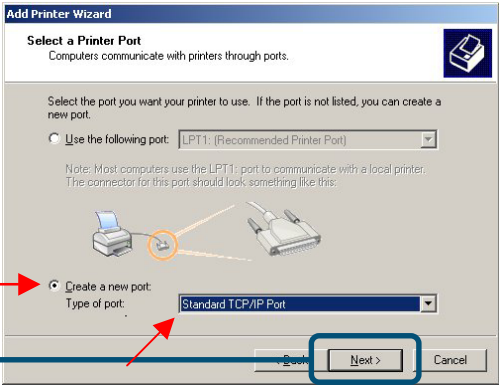 Add Printer Wizard
Select a Printer Port
Computers communicate with printers through ports.
Select the port you want your printer to use. If the port is not listed, you can create a
new port.
Use the following port: LPT1: (Recommended Printer Port)
Note: Most computers use the LPT1: port to communicate with a local printer.
The connector for this port should look something like this:
Create a new port:
Type of port: Standard TCP/IP Port
< Back Next > Cancel